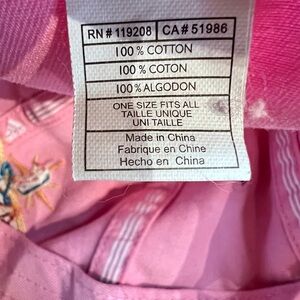 RN # 119208 CA # 51986
100% COTTON
100% COTON
100% ALGODON
ONE SIZE FITS ALL
TAILLE UNIQUE
UNI TAILLE
Made in China
Fabrique en Chine
Hecho en China